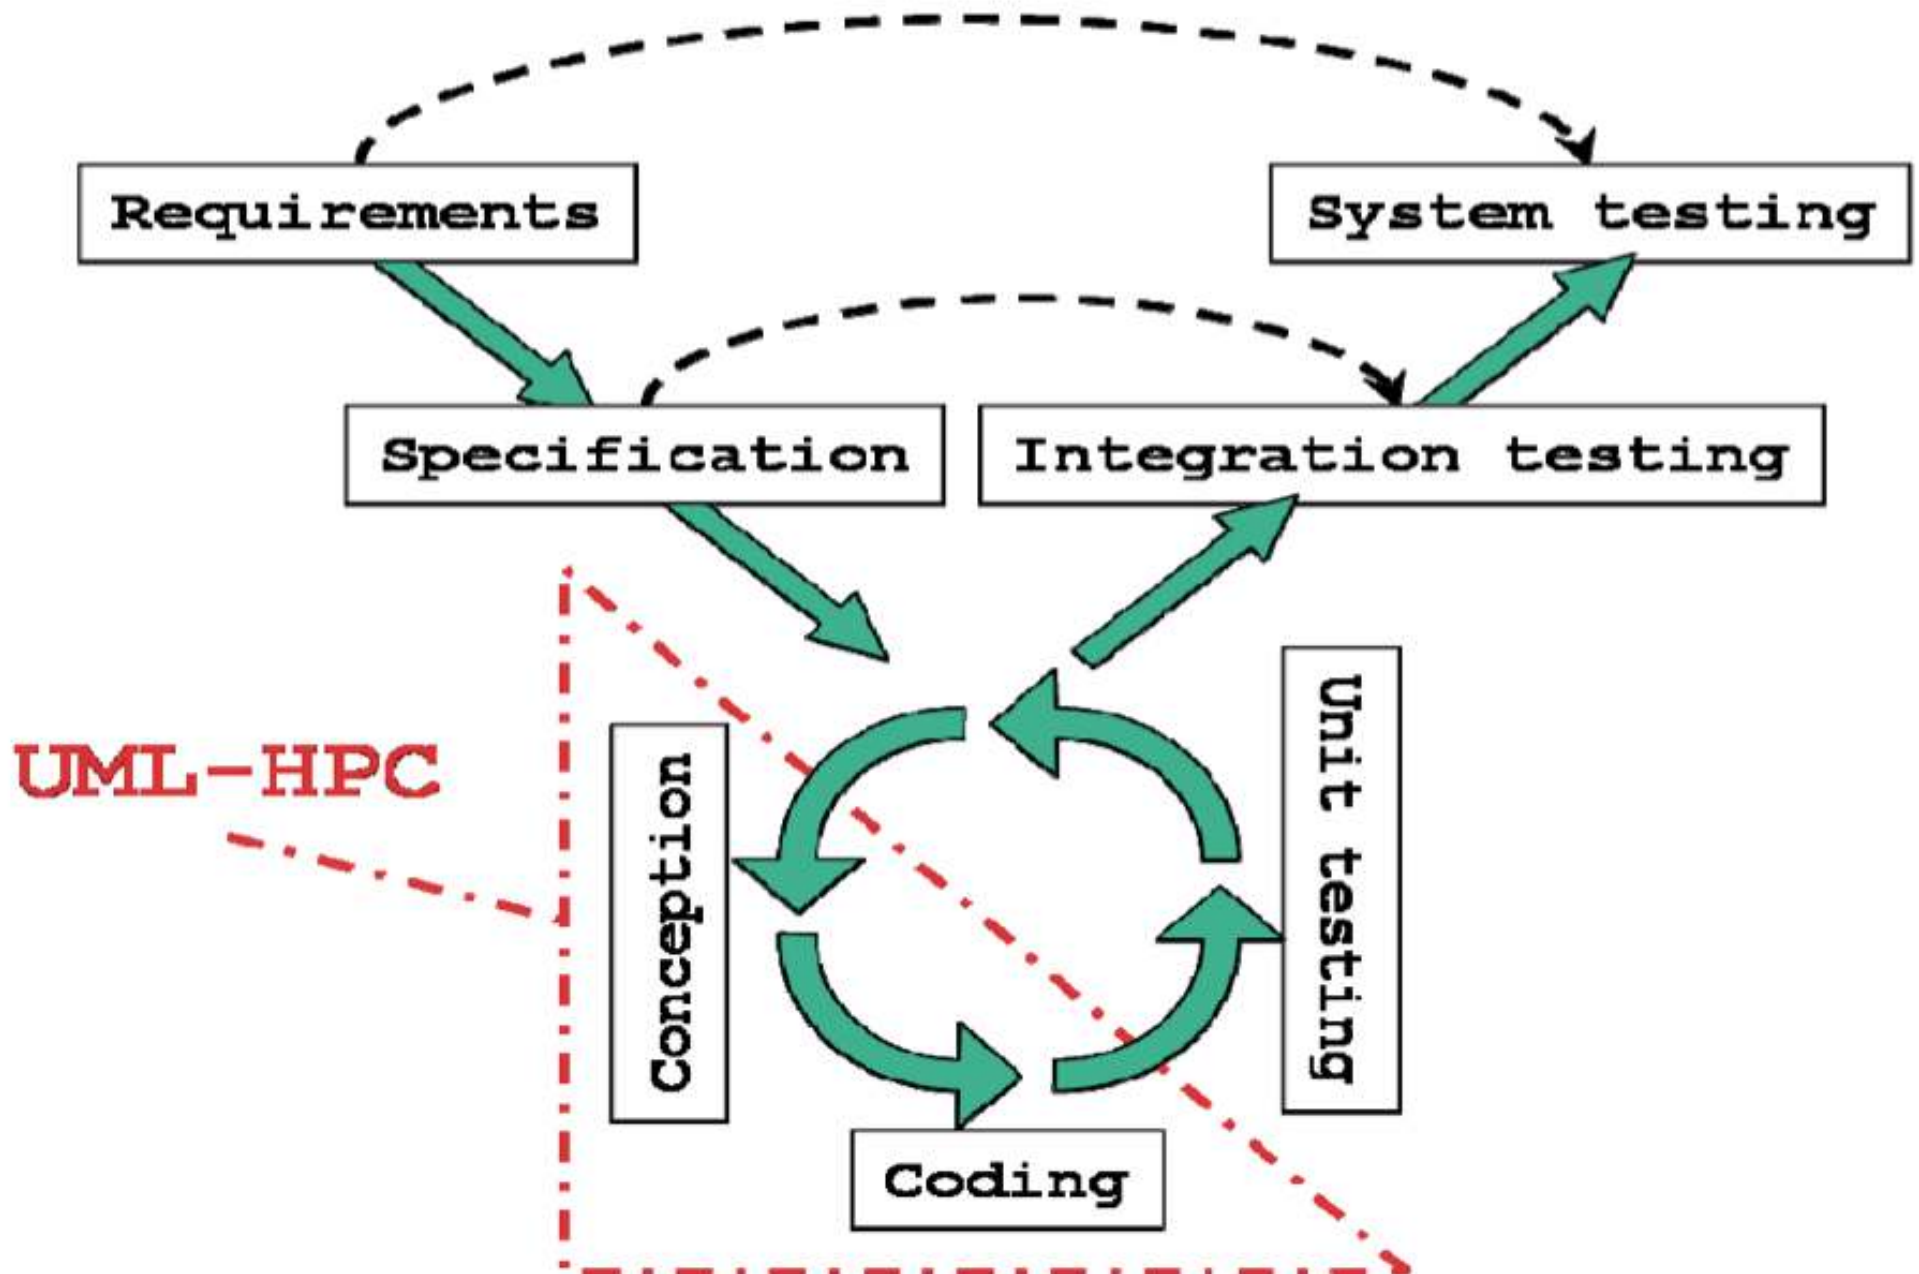 Requirements
System testing
Specification
Integration testing
UML-HPC
Conception
Unit testing
Coding